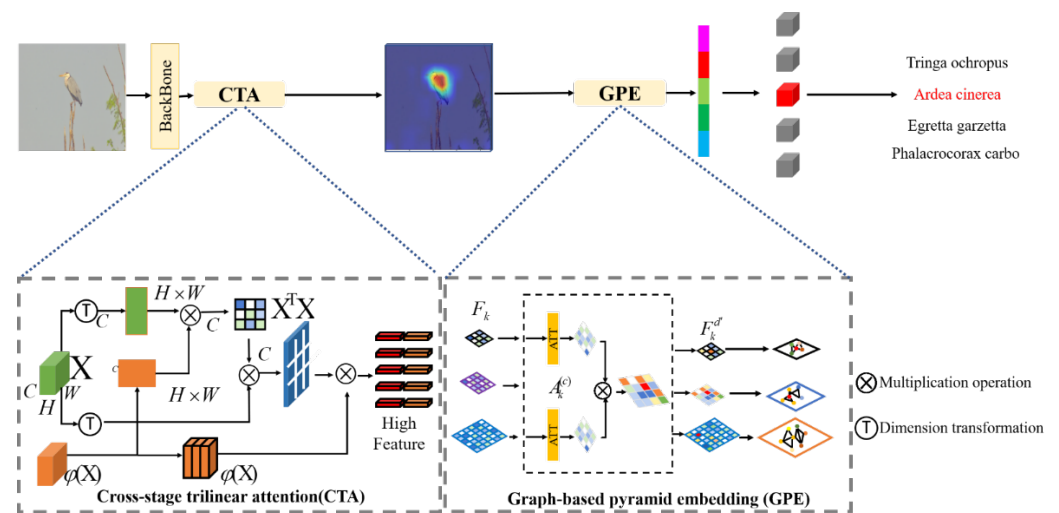 BackBone
CTA
GPE
Tringa ochropus
Ardea cinerea
Egretta garzetta
Phalacrocorax carbo
H × W
T
C
C
XᵀX
C
X
C
H
W
c
H × W
T
φ(X)
φ(X)
High
Feature
Cross-stage trilinear attention(CTA)
F_k
ATT
A_k^{(c)}
ATT
F_k^{d'}
Graph-based pyramid embedding (GPE)
Multiplication operation
T
Dimension transformation